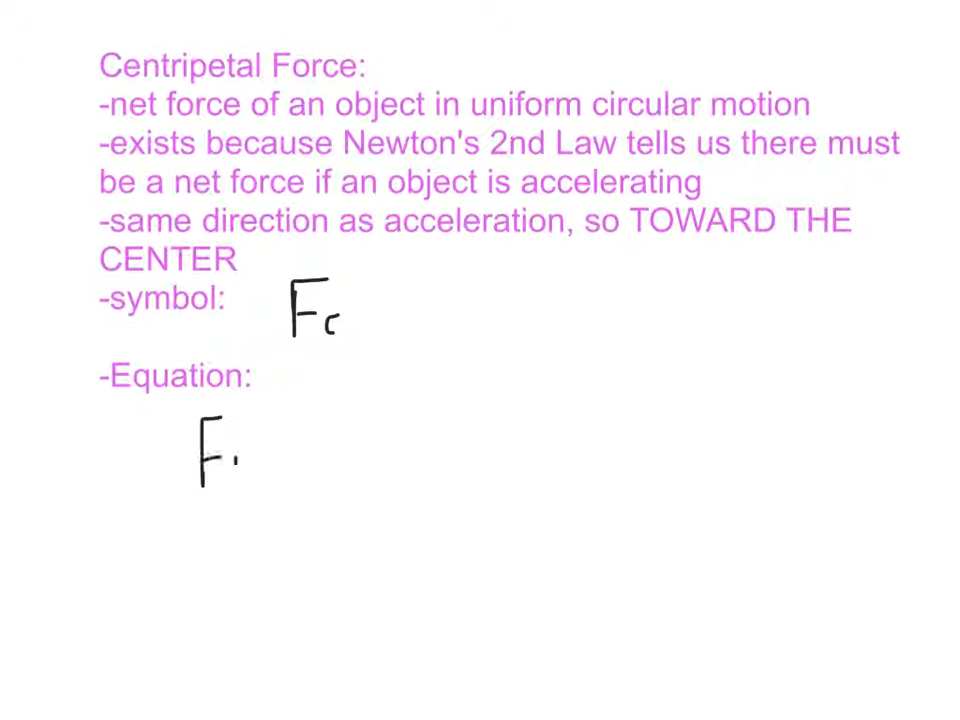 Centripetal Force:
-net force of an object in uniform circular motion
-exists because Newton's 2nd Law tells us there must
be a net force if an object is accelerating
-same direction as acceleration, so TOWARD THE
CENTER
-symbol: Fc
-Equation:
F